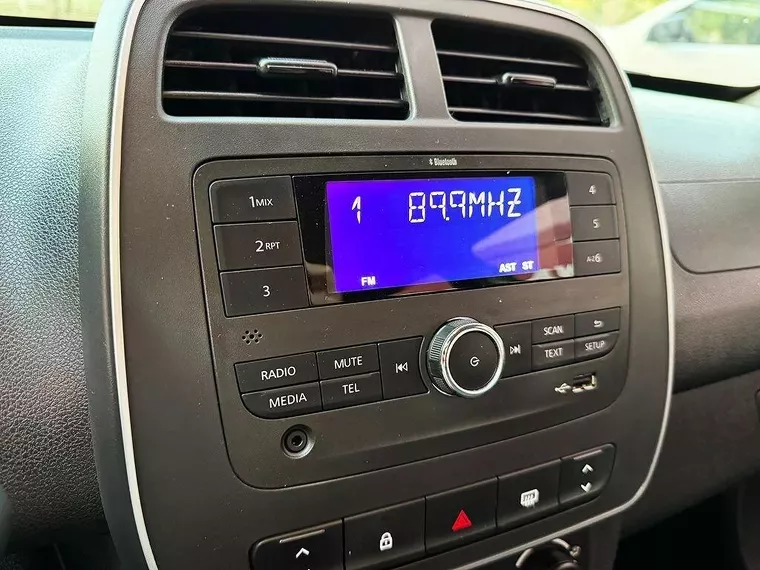 Bluetooth
1MIX
2RPT
3
1 89.9MHZ
FM
AST ST
4
5
A-Z6
RADIO
MUTE
MEDIA
TEL
SCAN
TEXT
SETUP